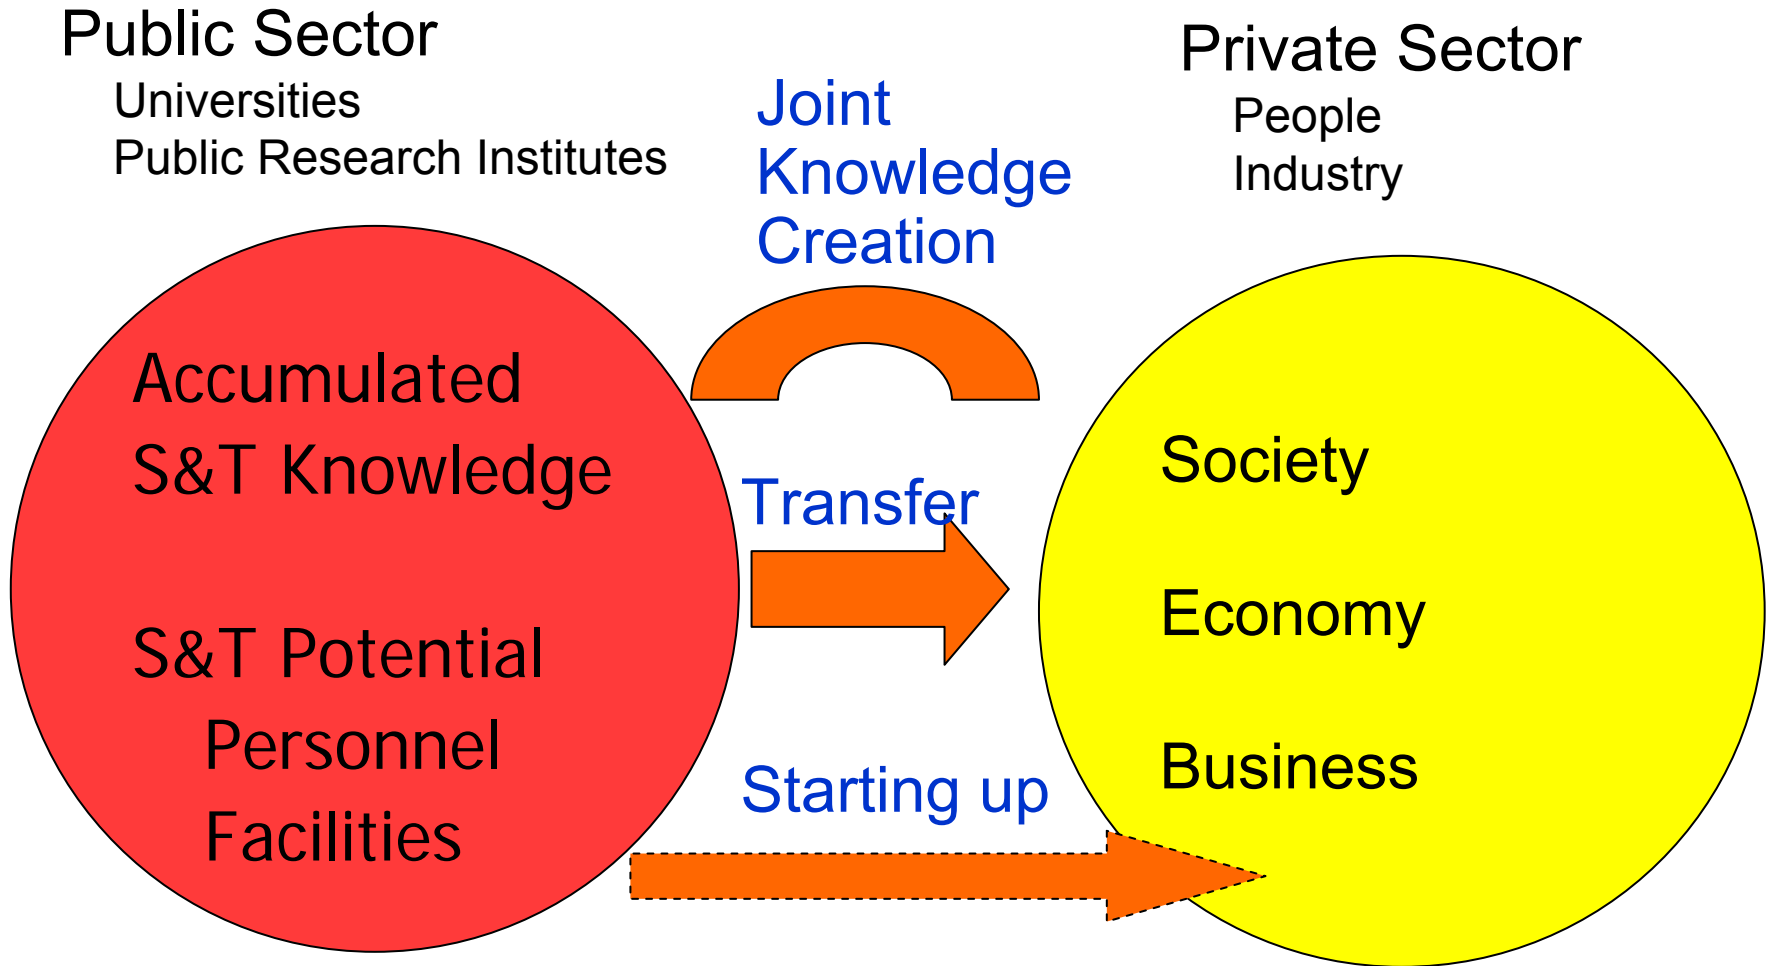 Public Sector
Universities
Public Research Institutes
Joint
Knowledge
Creation
Private Sector
People
Industry
Accumulated
S&T Knowledge
S&T Potential
Personnel
Facilities
Transfer
Starting up
Society
Economy
Business